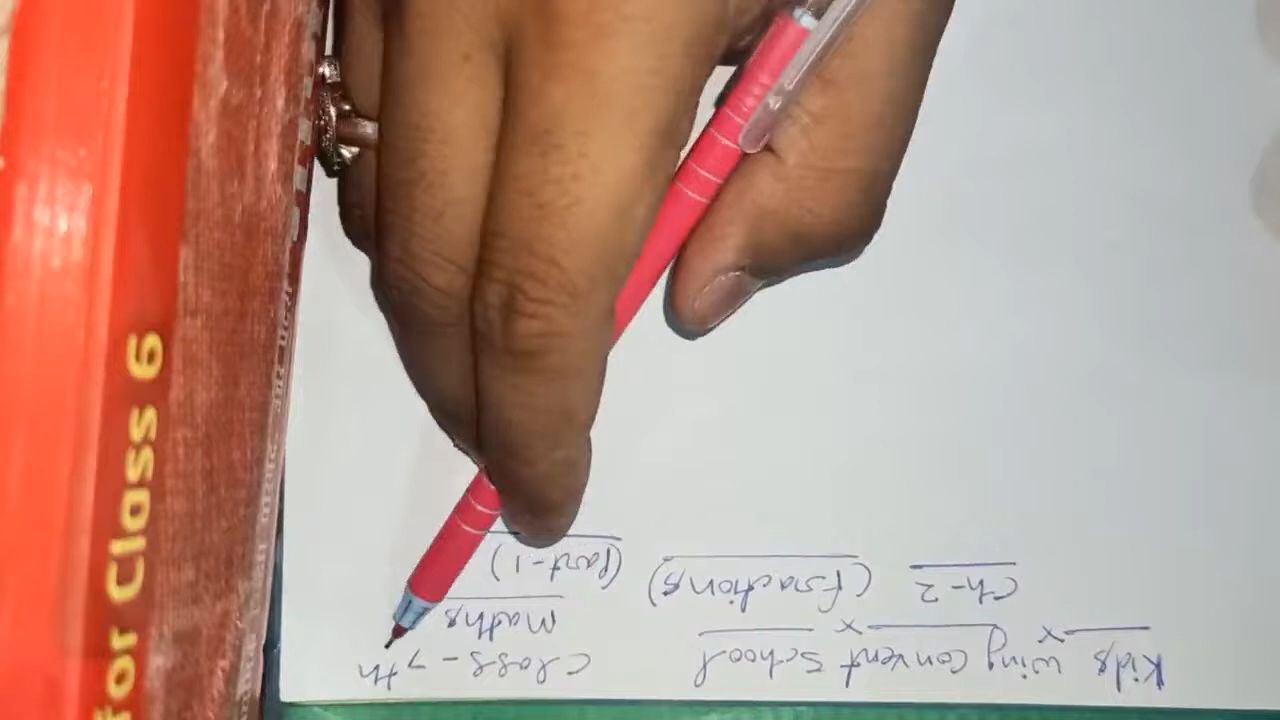 Kids wing Convent School
Class - 7th
Maths
Ch-2 (Fractions) (Part-1)
For Class 6